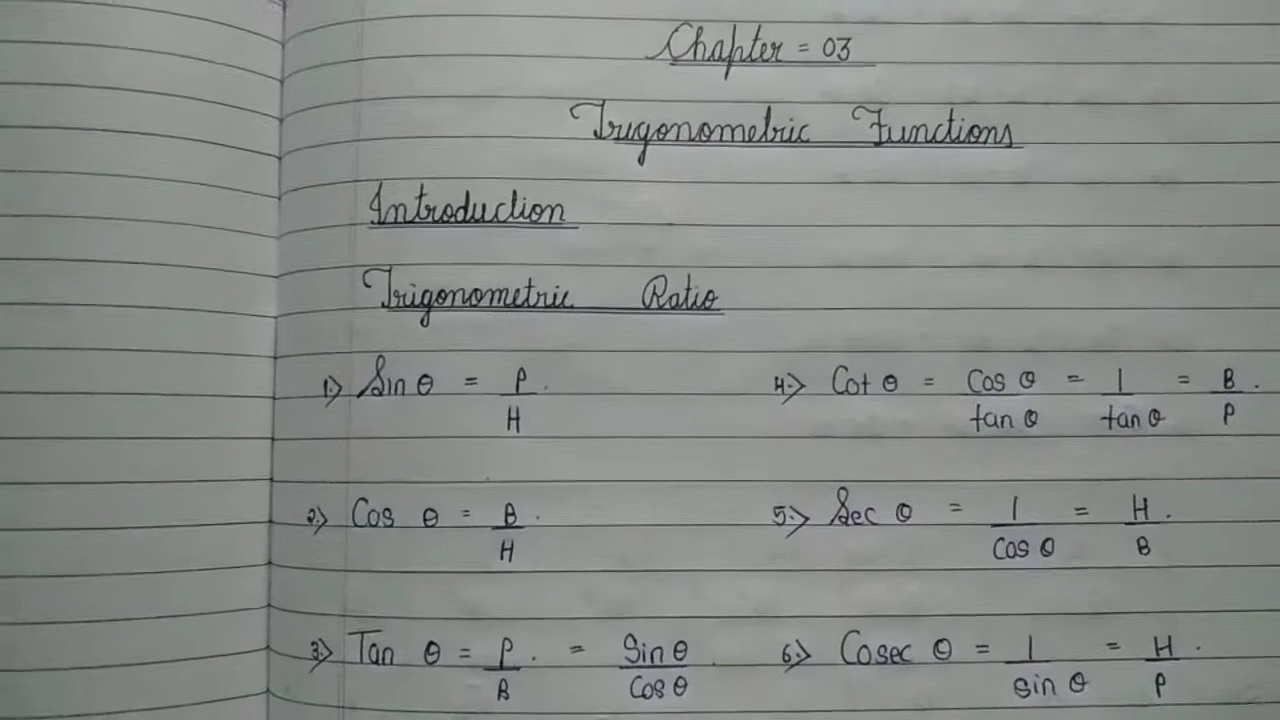 Chapter = 03
Trigonometric Functions
Introduction
Trigonometric Ratio
1.> Sin θ = P/H.
4.> Cot θ = Cos θ/tan θ = 1/tan θ = B/P.
2.> Cos θ = B/H.
5.> Sec θ = 1/Cos θ = H/B.
3.> Tan θ = P/B. = Sin θ/Cos θ.
6.> Cosec θ = 1/sin θ = H/P.